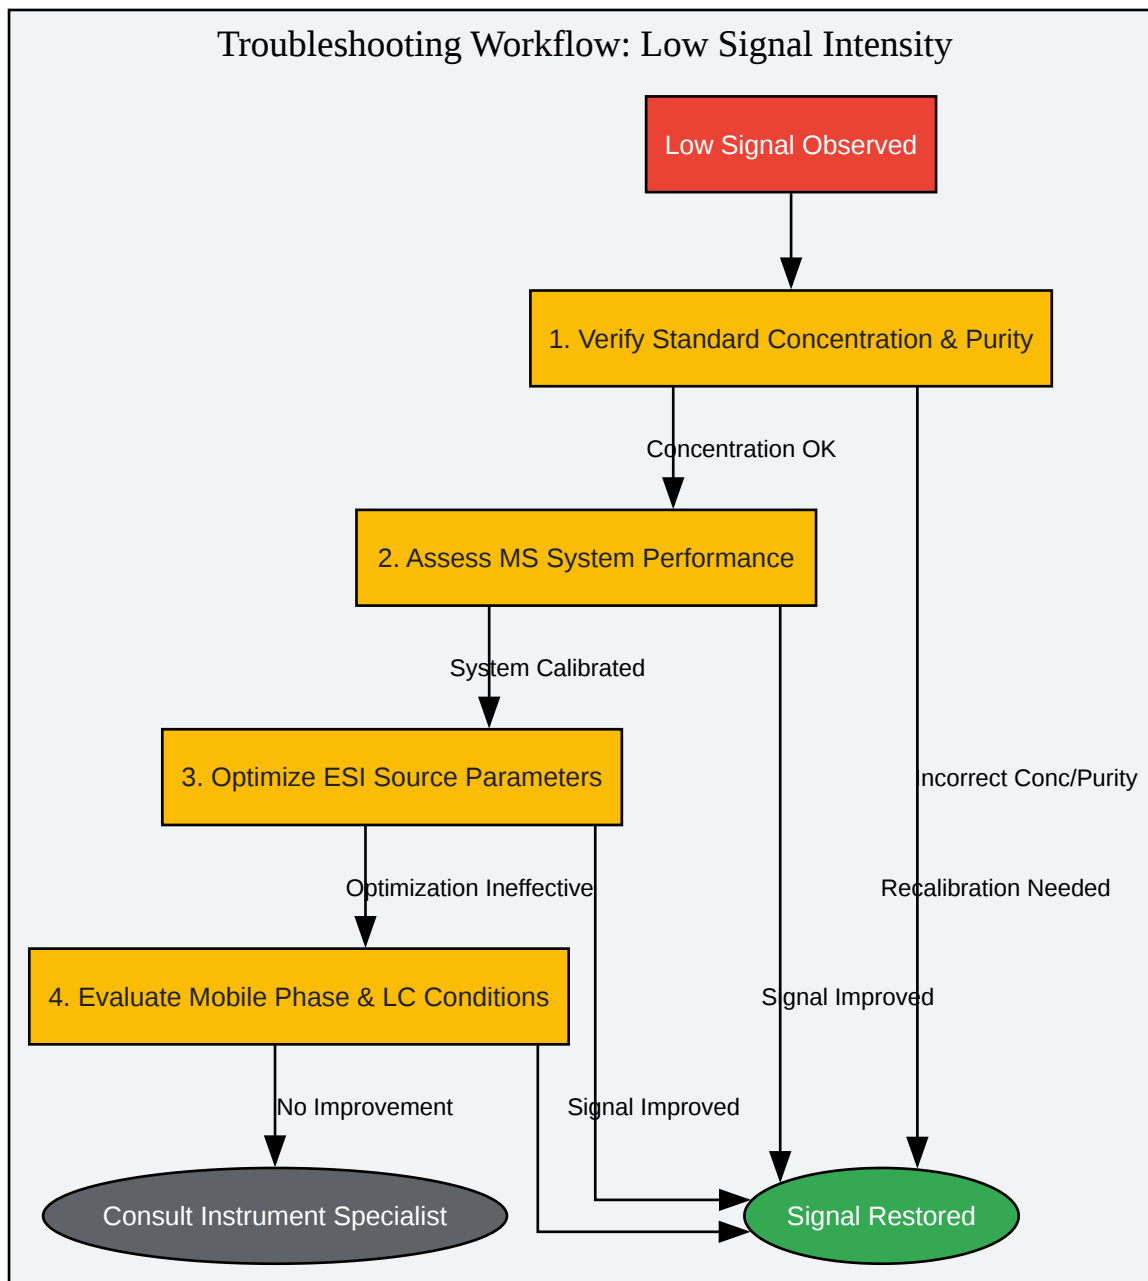 Troubleshooting Workflow: Low Signal Intensity
Low Signal Observed
1. Verify Standard Concentration & Purity
Concentration OK
2. Assess MS System Performance
System Calibrated
3. Optimize ESI Source Parameters
Incorrect Conc/Purity
Optimization Ineffective
Recalibration Needed
4. Evaluate Mobile Phase & LC Conditions
Signal Improved
No Improvement
Signal Improved
Consult Instrument Specialist
Signal Restored